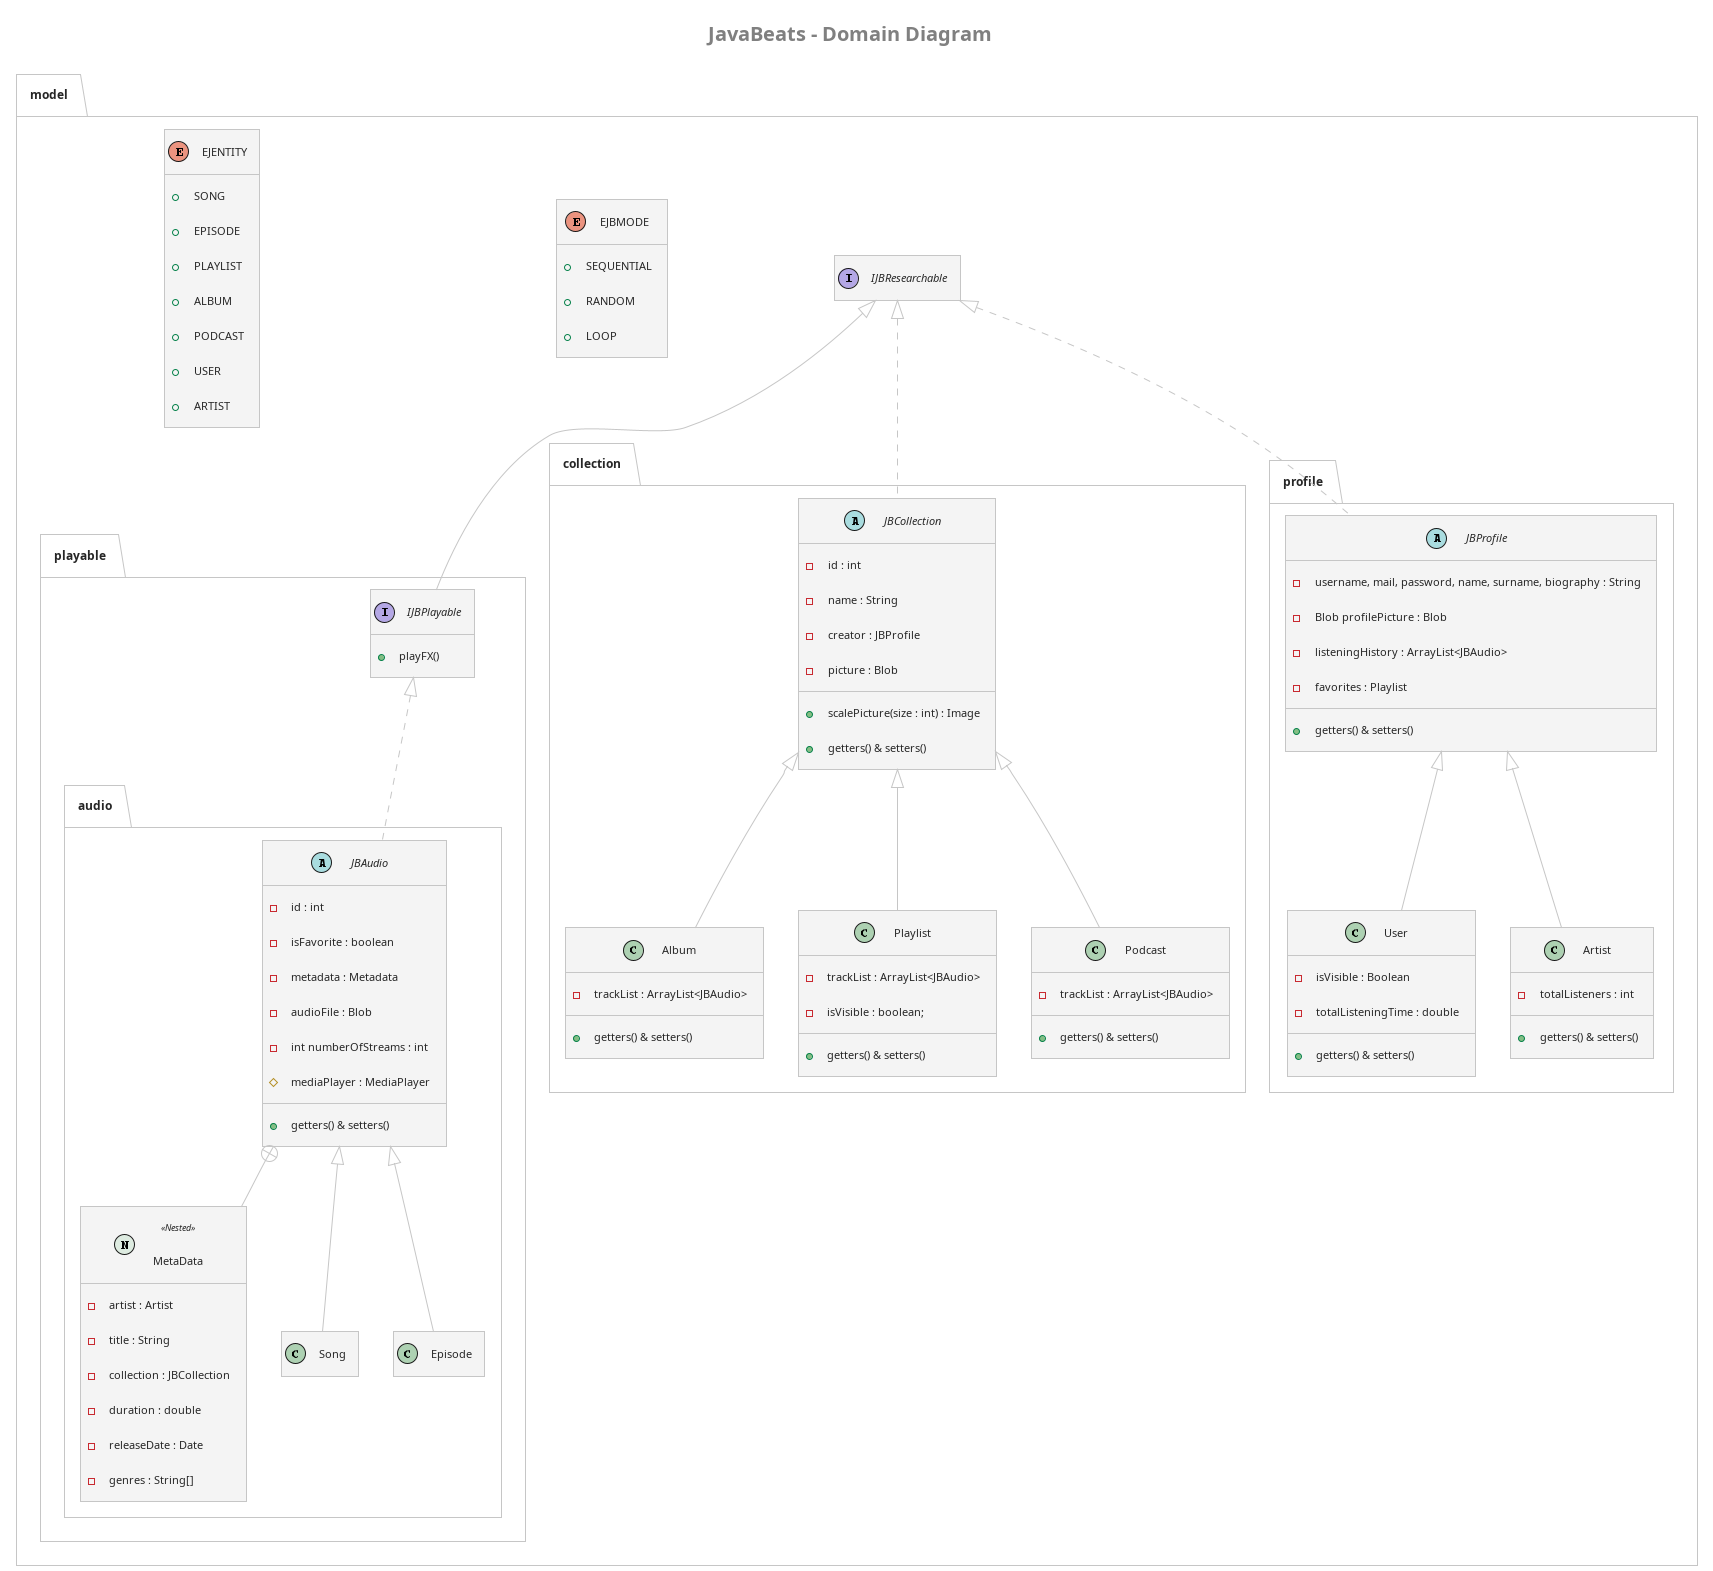 JavaBeats - Domain Diagram
model
E EJENTITY
SONG
EPISODE
PLAYLIST
ALBUM
PODCAST
USER
ARTIST
E EJBMODE
SEQUENTIAL
RANDOM
LOOP
I IJBResearchable
playable
I IJBPlayable
playFX()
audio
A JBAudio
id : int
isFavorite : boolean
metadata : Metadata
audioFile : Blob
int numberOfStreams : int
mediaPlayer : MediaPlayer
getters() & setters()
«Nested»
N MetaData
artist : Artist
title : String
collection : JBCollection
duration : double
releaseDate : Date
genres : String[]
C Song
C Episode
collection
A JBCollection
id : int
name : String
creator : JBProfile
picture : Blob
scalePicture(size : int) : Image
getters() & setters()
C Album
trackList : ArrayList<JBAudio>
getters() & setters()
C Playlist
trackList : ArrayList<JBAudio>
isVisible : boolean;
getters() & setters()
C Podcast
trackList : ArrayList<JBAudio>
getters() & setters()
profile
A JBProfile
username, mail, password, name, surname, biography : String
Blob profilePicture : Blob
listeningHistory : ArrayList<JBAudio>
favorites : Playlist
getters() & setters()
C User
isVisible : Boolean
totalListeningTime : double
getters() & setters()
C Artist
totalListeners : int
getters() & setters()